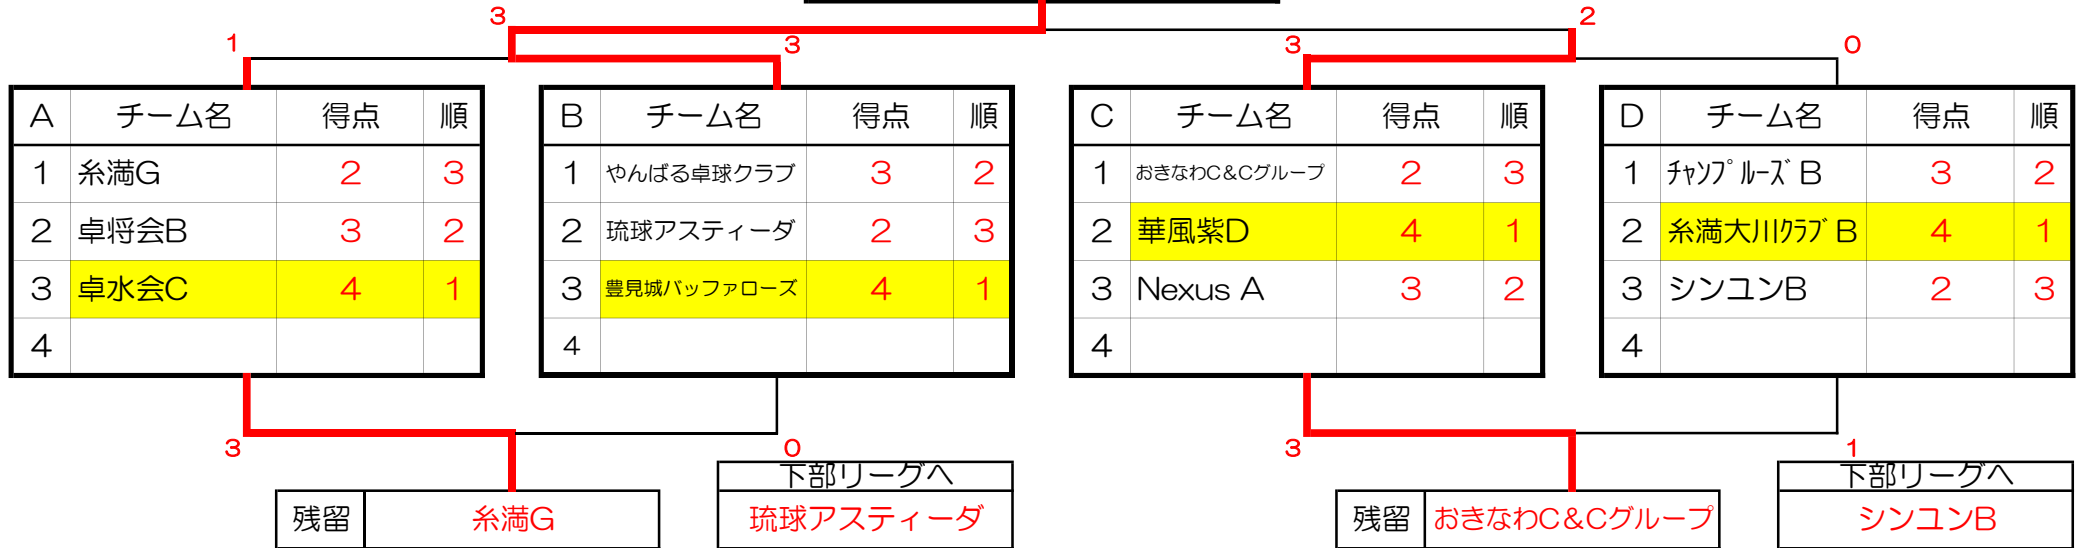 3 2
1 3 3 0
A チーム名 得点 順 B チーム名 得点 順 C チーム名 得点 順 D チーム名 得点 順
1 糸満G 2 3 1 やんばる卓球クラブ 3 2 1 おきなわC&Cグループ 2 3 1 ﾁｬﾝﾌﾟﾙｰｽﾞB 3 2
2 卓将会B 3 2 2 琉球アスティーダ 2 3 2 華風紫D 4 1 2 糸満大川ｸﾗﾌﾞB 4 1
3 卓水会C 4 1 3 豊見城バッファローズ 4 1 3 Nexus A 3 2 3 シンユンB 2 3
4 4 4 4
3 0 3 1
下部リーグへ 下部リーグへ
残留 糸満G 琉球アスティーダ 残留 おきなわC&Cグループ シンユンB